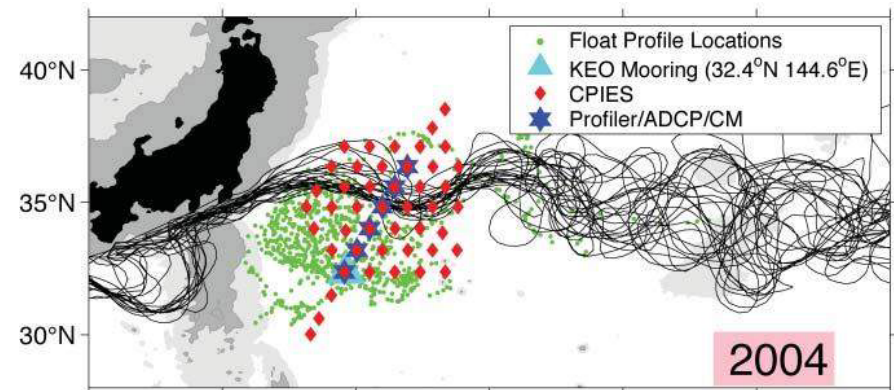 40°N
35°N
30°N
Float Profile Locations
KEO Mooring (32.4°N 144.6°E)
CPIES
Profiler/ADCP/CM
2004